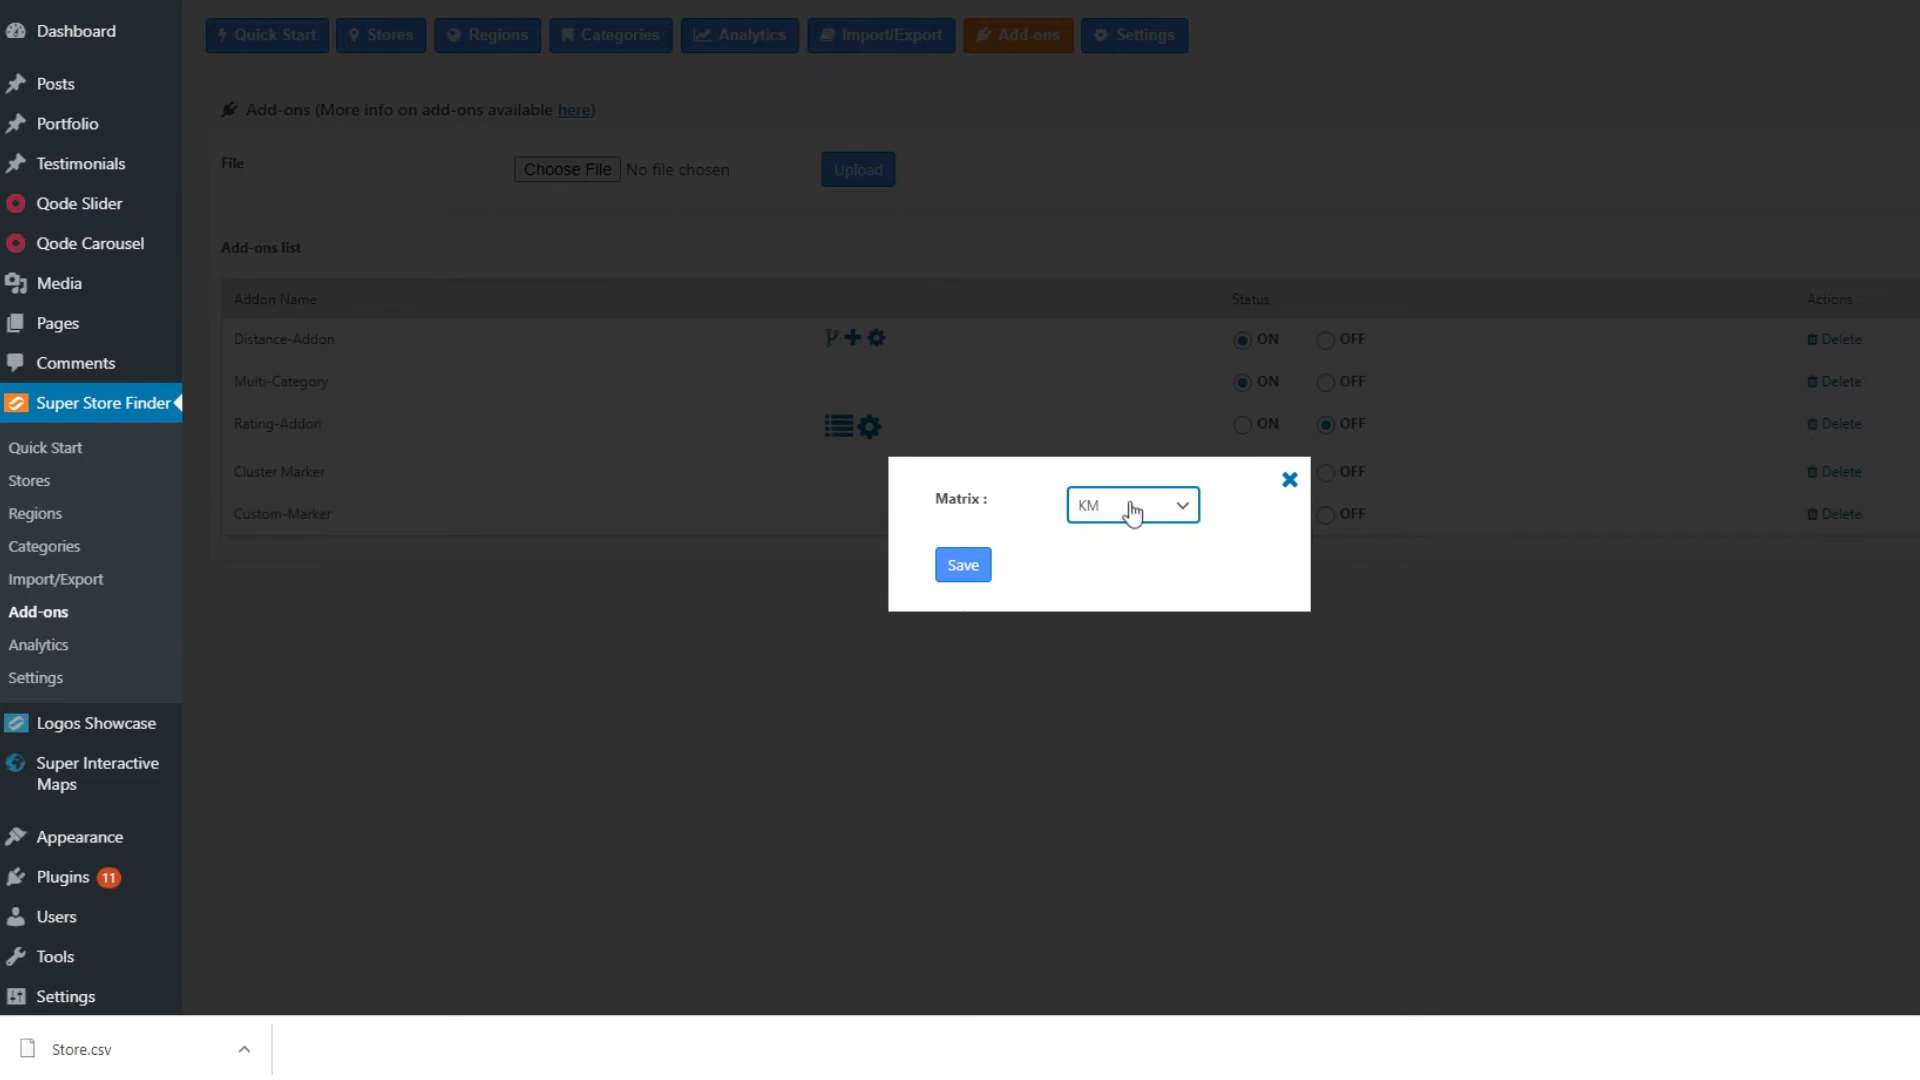 Dashboard
Posts
Portfolio
Testimonials
Qode Slider
Qode Carousel
Media
Pages
Comments
Super Store Finder
Quick Start
Stores
Regions
Categories
Import/Export
Add-ons
Analytics
Settings
Logos Showcase
Super Interactive
Maps
Appearance
Plugins 11
Users
Tools
Settings
Quick Start Stores Regions Categories Analytics Import/Export Add-ons Settings
Add-ons (More info on add-ons available here)
File Choose File No file chosen Upload
Add-ons list
Addon Name Status Actions
Distance-Addon ON OFF Delete
Multi-Category ON OFF Delete
Rating-Addon ON OFF Delete
Cluster Marker OFF Delete
Custom-Marker OFF Delete
Matrix : KM
Save
Store.csv